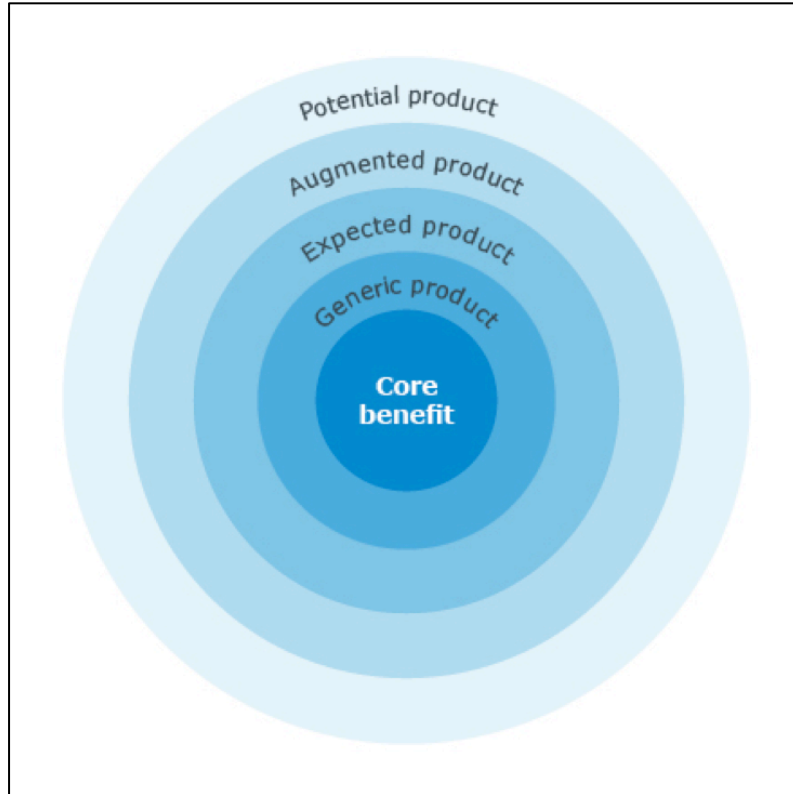 Potential product
Augmented product
Expected product
Generic product
Core
benefit